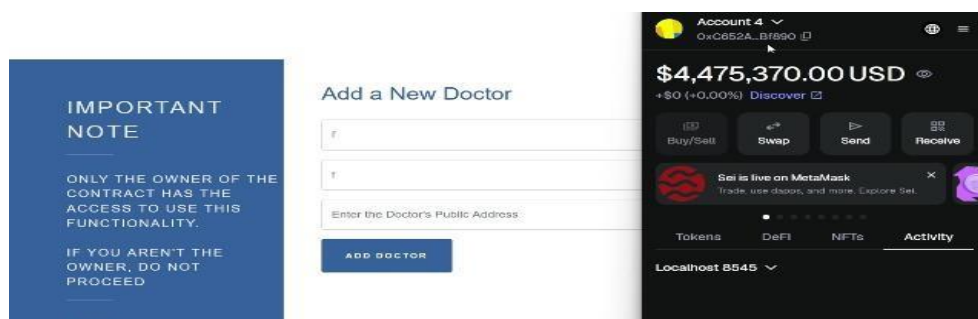 IMPORTANT
NOTE
ONLY THE OWNER OF THE
CONTRACT HAS THE
ACCESS TO USE THIS
FUNCTIONALITY.
IF YOU AREN'T THE
OWNER, DO NOT
PROCEED
Add a New Doctor
Enter the Doctor's Public Address
ADD DOCTOR
Account 4
0xC652A...Bf890
$4,475,370.00 USD
+$0 (+0.00%) Discover
Buy/Sell Swap Send Receive
Sei is live on MetaMask
Trade, use dapps, and more. Explore Sei.
Tokens DeFi NFTs Activity
Localhost 8545